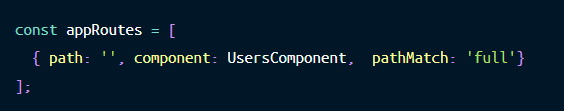 const appRoutes = [
{ path: '', component: UsersComponent,  pathMatch: 'full'}
];